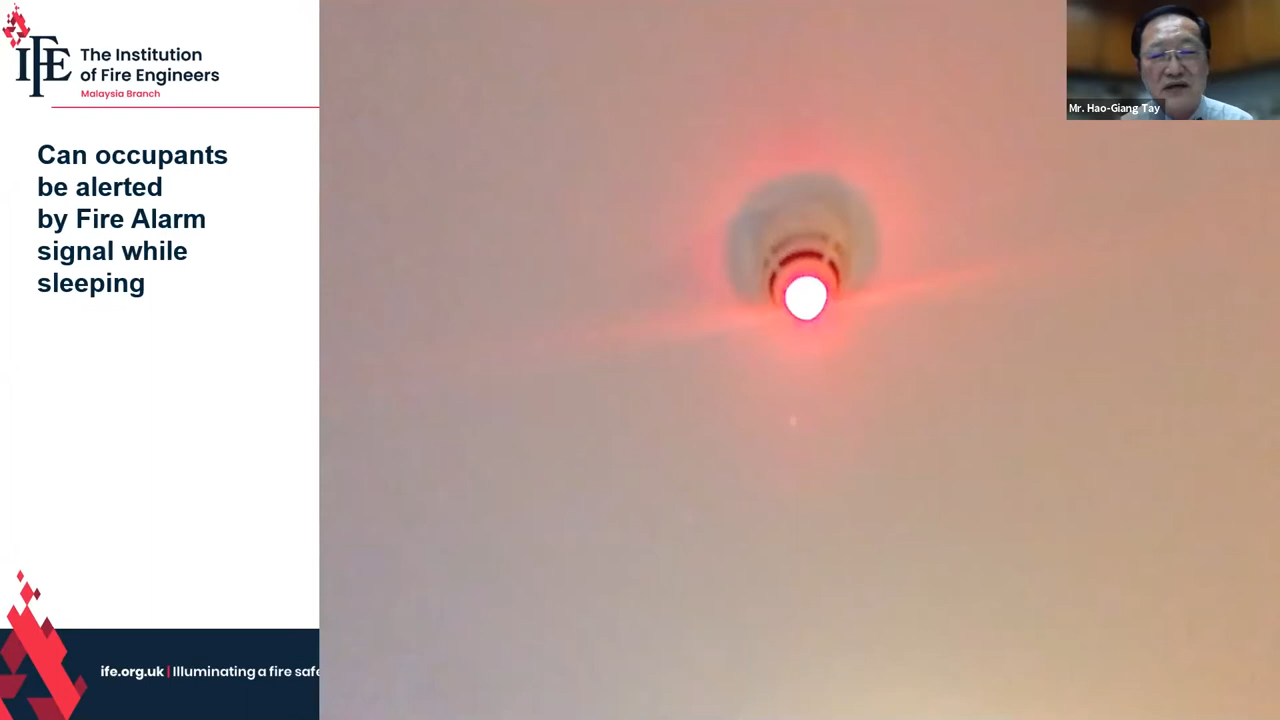 IFE
The Institution
of Fire Engineers
Malaysia Branch
Mr. Hao-Giang Tay
Can occupants
be alerted
by Fire Alarm
signal while
sleeping
ife.org.uk | Illuminating a fire safe